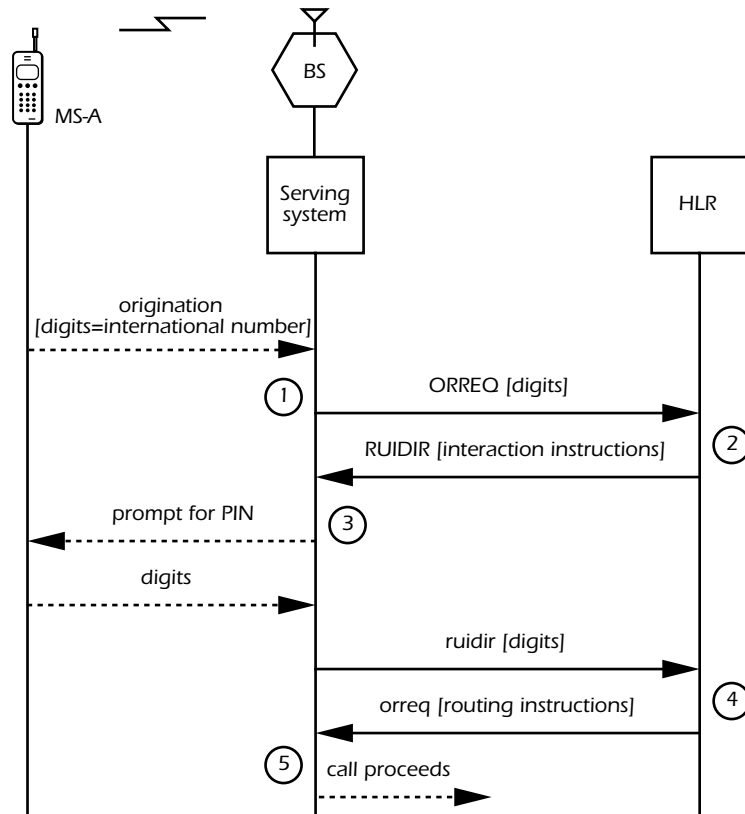 BS
MS-A
Serving
system
HLR
origination
[digits=international number]
1
ORREQ [digits]
2
RUIDIR [interaction instructions]
prompt for PIN
3
digits
ruidir [digits]
4
orreq [routing instructions]
5
call proceeds